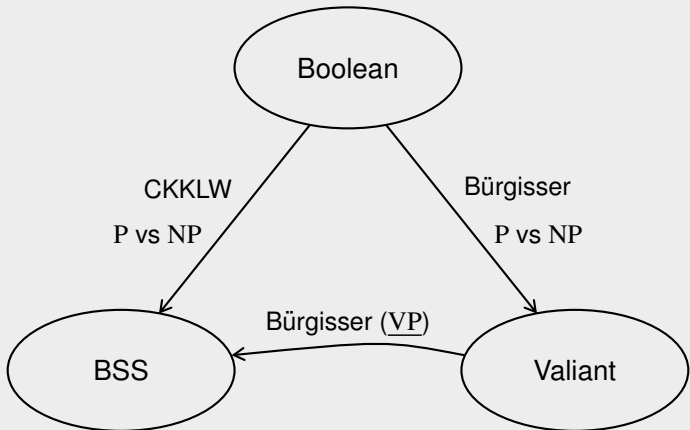 Boolean
CKKLW
Bürgisser
P vs NP
P vs NP
Bürgisser (VP)
BSS
Valiant